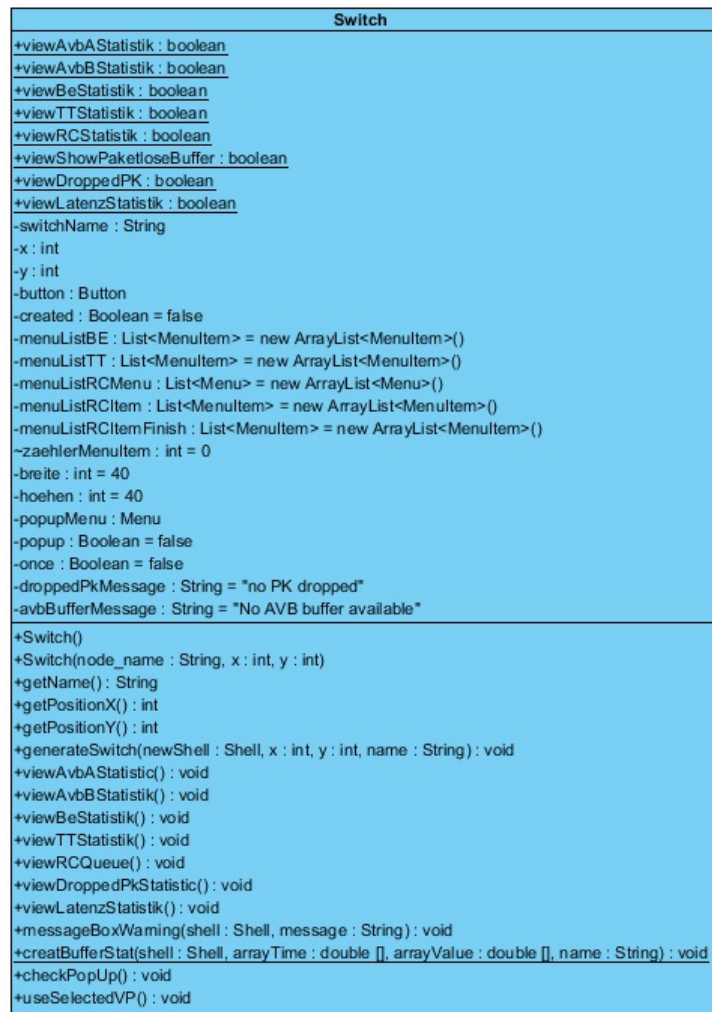 Switch
+viewAvbAStatistik : boolean
+viewAvbBStatistik : boolean
+viewBeStatistik : boolean
+viewTTStatistik : boolean
+viewRCStatistik : boolean
+viewShowPaketloseBuffer : boolean
+viewDroppedPK : boolean
+viewLatenzStatistik : boolean
-switchName : String
-x : int
-y : int
-button : Button
-created : Boolean = false
-menuListBE : List<MenuItem> = new ArrayList<MenuItem>()
-menuListTT : List<MenuItem> = new ArrayList<MenuItem>()
-menuListRCMenu : List<Menu> = new ArrayList<Menu>()
-menuListRCItem : List<MenuItem> = new ArrayList<MenuItem>()
-menuListRCItemFinish : List<MenuItem> = new ArrayList<MenuItem>()
~zaehlerMenuItem : int = 0
-breite : int = 40
-hoehen : int = 40
-popupMenu : Menu
-popup : Boolean = false
-once : Boolean = false
-droppedPkMessage : String = "no PK dropped"
-avbBufferMessage : String = "No AVB buffer available"
+Switch()
+Switch(node_name : String, x : int, y : int)
+getName() : String
+getPositionX() : int
+getPositionY() : int
+generateSwitch(newShell : Shell, x : int, y : int, name : String) : void
+viewAvbAStatistic() : void
+viewAvbBStatistik() : void
+viewBeStatistik() : void
+viewTTStatistik() : void
+viewRCQueue() : void
+viewDroppedPkStatistic() : void
+viewLatenzStatistik() : void
+messageBoxWarning(shell : Shell, message : String) : void
+creatBufferStat(shell : Shell, arrayTime : double [], arrayValue : double [], name : String) : void
+checkPopUp() : void
+useSelectedVP() : void